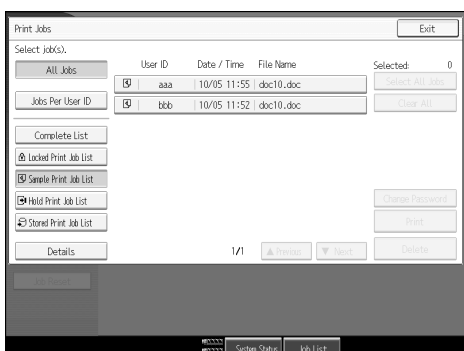 Print Jobs
Exit
Select job(s).
All Jobs
User ID Date / Time File Name
Selected: 0
aaa 10/05 11:55 doc10.doc
Select All Jobs
Jobs Per User ID
bbb 10/05 11:52 doc10.doc
Clear All
Complete List
Locked Print Job List
Sample Print Job List
Hold Print Job List
Change Password
Stored Print Job List
Print
Details
1/1
Previous
Next
Delete
Job Reset
System Status
Job List